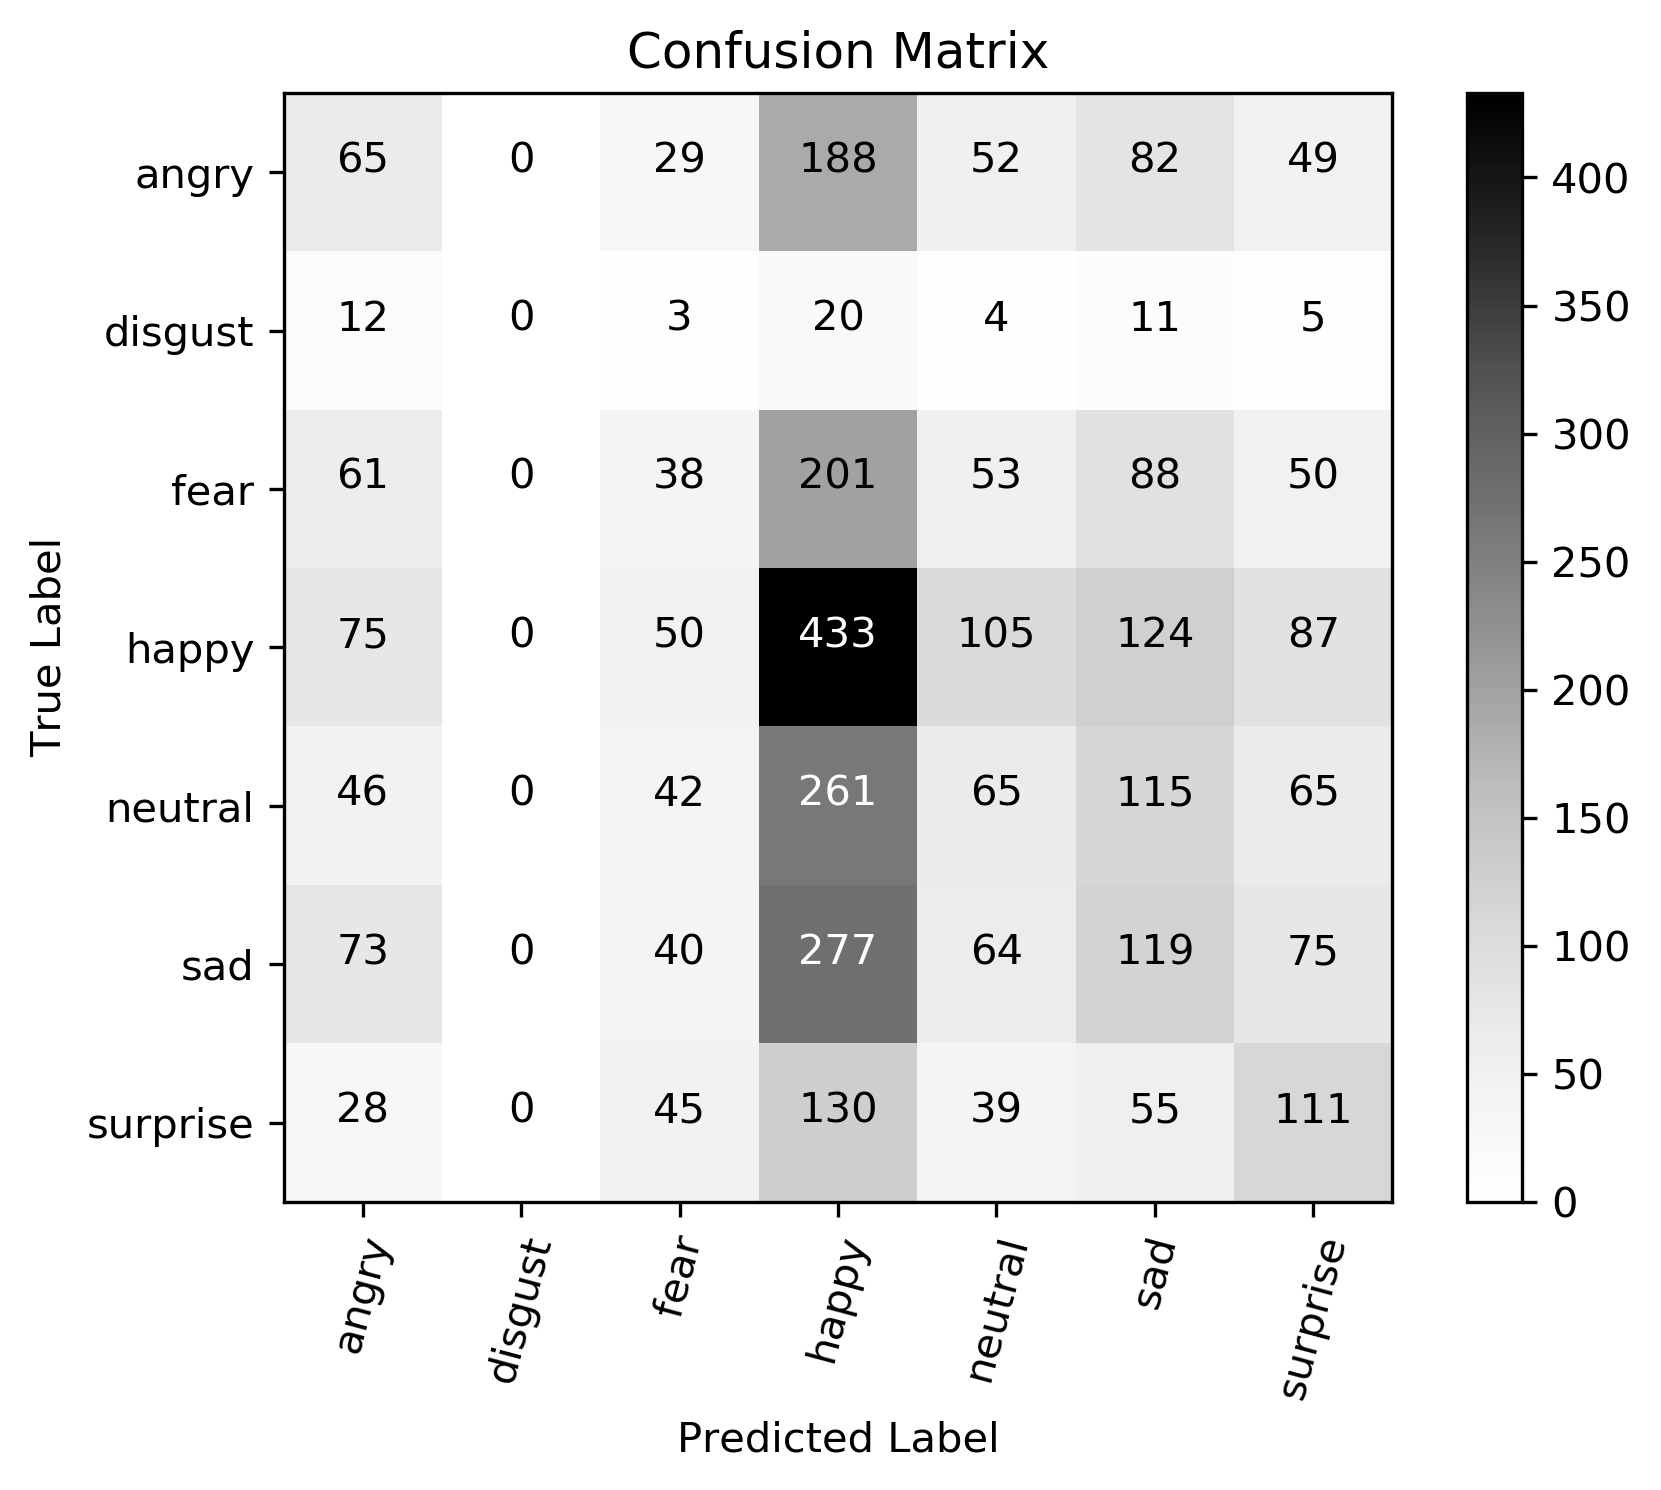 Confusion Matrix
angry 65 0 29 188 52 82 49
disgust 12 0 3 20 4 11 5
fear 61 0 38 201 53 88 50
happy 75 0 50 433 105 124 87
neutral 46 0 42 261 65 115 65
sad 73 0 40 277 64 119 75
surprise 28 0 45 130 39 55 111
True Label
angry disgust fear happy neutral sad surprise
Predicted Label
400
350
300
250
200
150
100
50
0